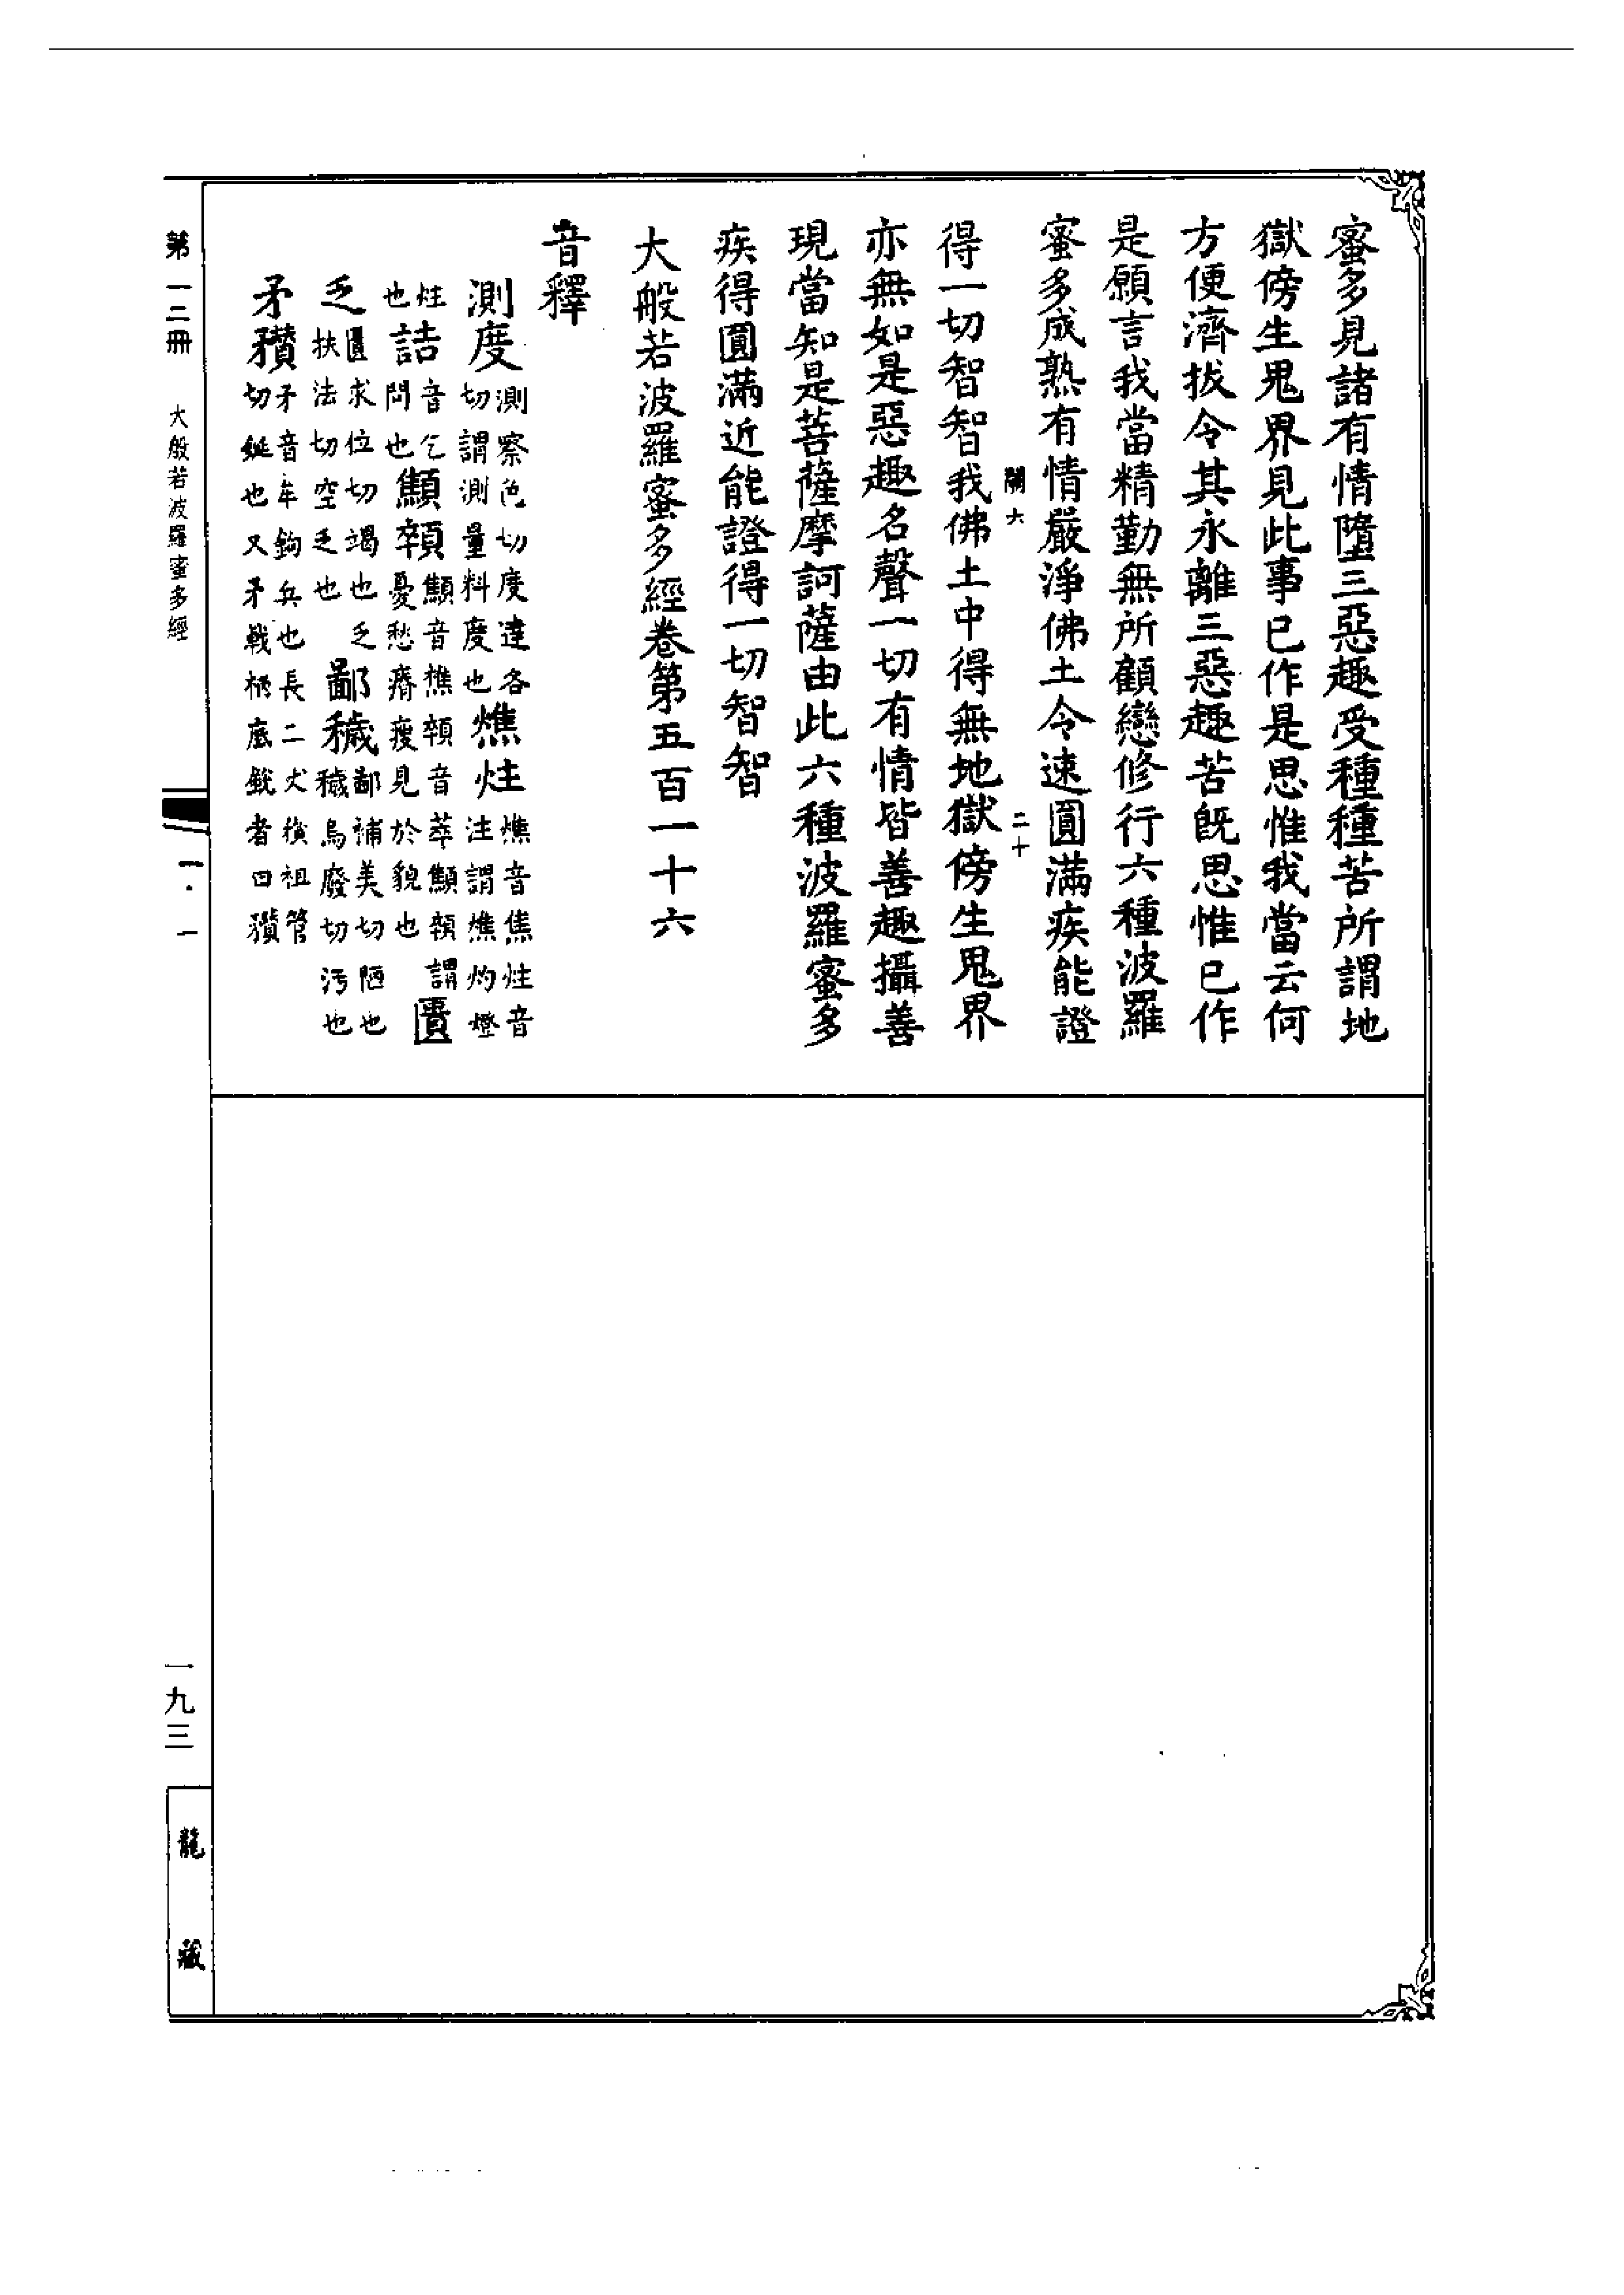 蜜多見諸有情墮三惡趣受種種苦所謂地
獄傍生鬼界見此事已作是思惟我當云何
方便濟拔令其永離三惡趣苦既思惟已作
是願言我當精勤無所顧戀修行六種波羅
蜜多成熟有情嚴淨佛土令速圓滿疾能證
關六 二十
得一切智智我佛土中得無地獄傍生鬼界
亦無如是惡趣名聲一切有情皆善趣攝善
現當知是菩薩摩訶薩由此六種波羅蜜多
疾得圓滿近能證得一切智智
大般若波羅蜜多經卷第五百一十六
音釋
測度測察色切度達各切謂測量料度也燋炷燋音焦炷音注謂燋灼燈
炷也詰音乞問也顦顇顦音樵顇音萃顦顇謂憂愁瘠瘦見於貌也匱
乏匱求位切竭也乏扶法切空乏也鄙穢鄙補美切陋也穢烏廢切污也
矛矟矛音牟鉤兵也長二丈穳祖管切鋋也又矛戟柄底銳者曰穳
第一二冊 大般若波羅蜜多經 一·一 一九三 龍藏